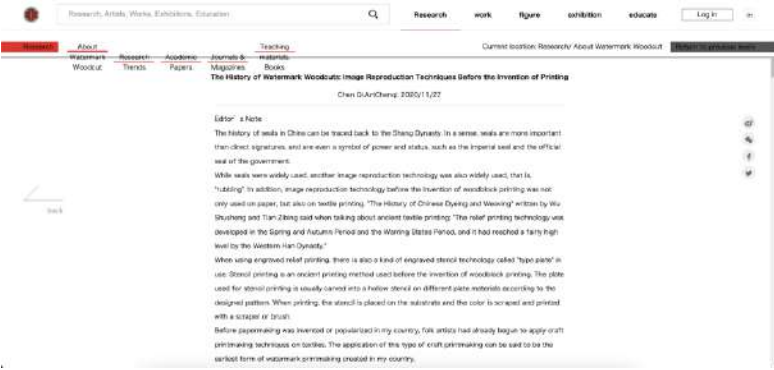 Research, Artists, Works, Exhibitions, Education
Research work figure exhibition educate Log in
Research About Watermark Woodcut Research Trends Academic Papers Journals & Magazines Teaching materials Books
Current location: Research/ About Watermark Woodcut Return to previous menu
The History of Watermark Woodcuts: Image Reproduction Techniques Before the Invention of Printing
Chen 2020/11/27
Editor's Note
The history of seals in China can be traced back to the Shang Dynasty. In a sense, seals are more important
than direct signatures, and are even a symbol of power and status, such as the imperial seal and the official
seal of the government.
While seals were widely used, another image reproduction technology was also widely used, that is,
"rubbing". In addition, image reproduction technology before the invention of woodblock printing was not
only used on paper, but also on textile printing. "The History of Chinese Dyeing and Weaving" written by Wu
Shusheng and Tian Zibing said when talking about ancient textile printing: "The relief printing technology was
developed in the Spring and Autumn Period and the Warring States Period, and it had reached a fairly high
level by the Western Han Dynasty."
When using engraved relief printing, there is also a kind of engraved stencil technology called "type plate" in
use. Stencil printing is an ancient printing method used before the invention of woodblock printing. The plate
used for stencil printing is usually carved into a hollow stencil on different plate materials according to the
designed pattern. When printing, the stencil is placed on the substrate and the color is scraped and printed
with a scraper or brush.
Before papermaking was invented or popularized in my country, folk artists had already begun to apply craft
printmaking techniques on textiles. The application of this type of craft printmaking can be said to be the
earliest form of watermark printmaking created in my country.
back